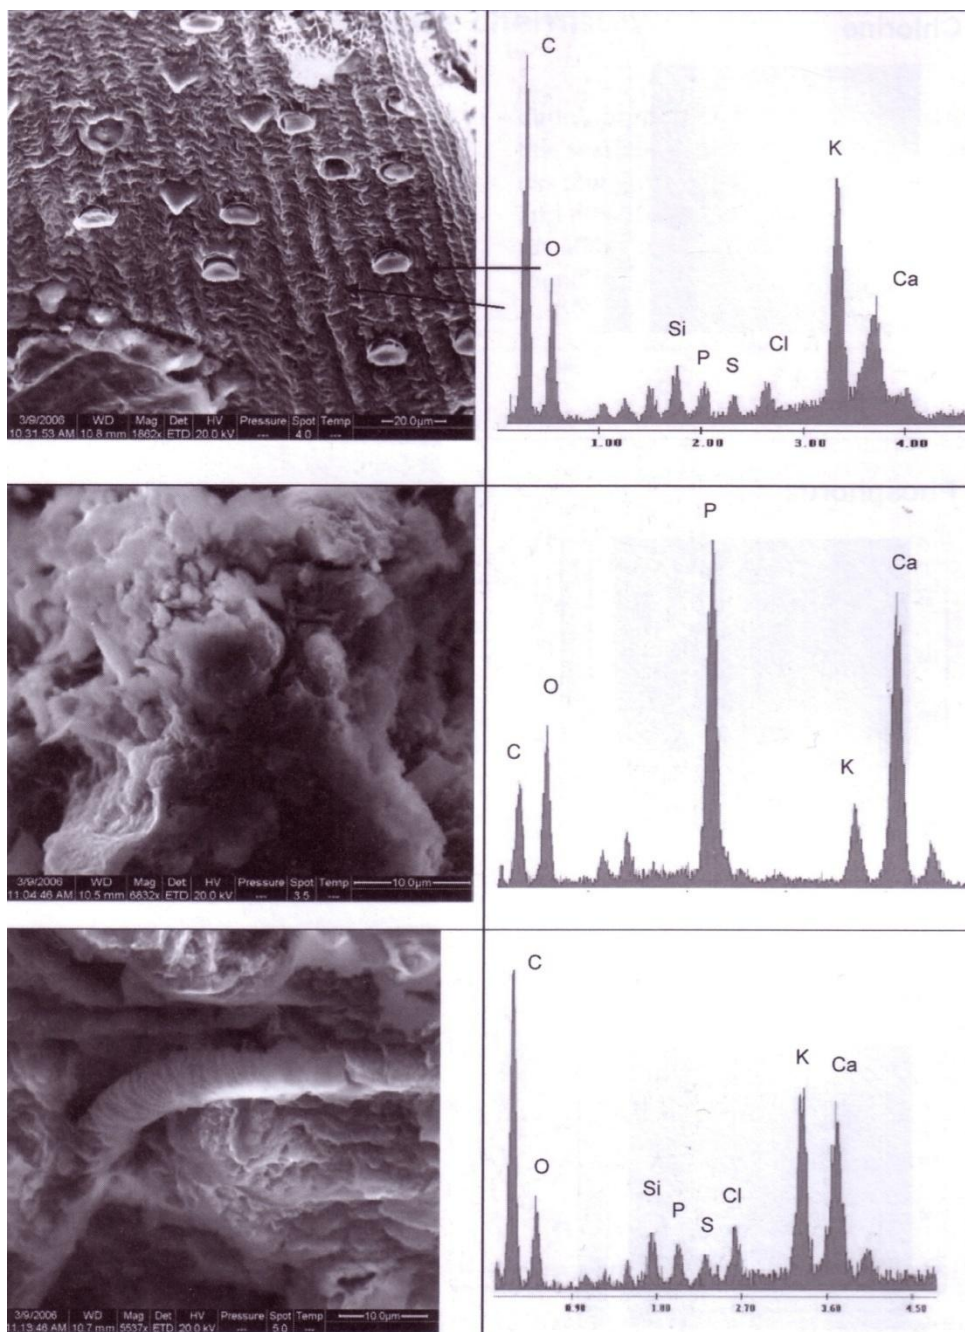 C
K
O
Ca
Si
P
S
Cl
1.00 2.00 3.00 4.00
3/9/2006 WD Mag Det HV Pressure Spot Temp
10:31:53 AM 10.8 mm 1862x ETD 20.0 kV --- 4.0 --- 20.0µm
P
Ca
O
C
K
3/9/2006 WD Mag Det HV Pressure Spot Temp
11:04:46 AM 10.5 mm 6832x ETD 20.0 kV --- 3.5 --- 10.0µm
C
K
Ca
O
Si
P
S
Cl
0.90 1.80 2.70 3.60 4.50
3/9/2006 WD Mag Det HV Pressure Spot Temp
11:13:46 AM 10.7 mm 5537x ETD 20.0 kV --- 5.0 --- 10.0µm